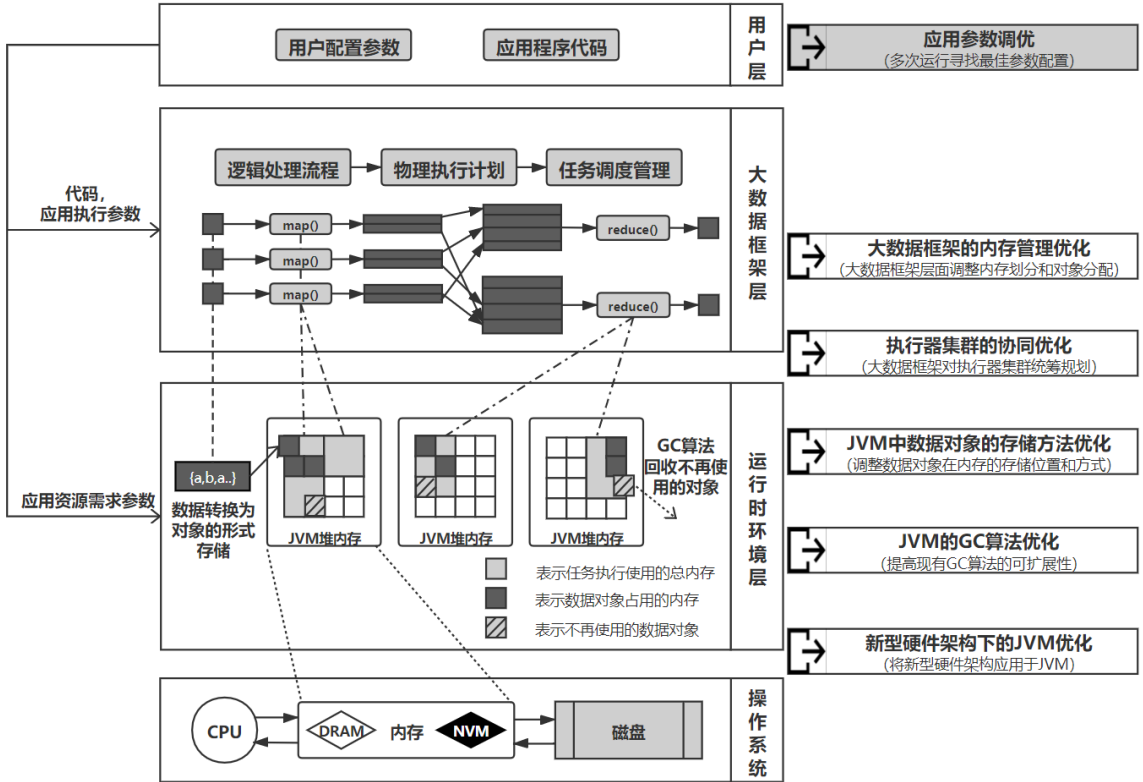 用户配置参数
应用程序代码
用户层
应用参数调优
(多次运行寻找最佳参数配置)
代码，
应用执行参数
逻辑处理流程
物理执行计划
任务调度管理
map()
reduce()
map()
map()
reduce()
大数据框架层
大数据框架的内存管理优化
(大数据框架层面调整内存划分和对象分配)
执行器集群的协同优化
(大数据框架对执行器集群统筹规划)
应用资源需求参数
{a,b,a..}
数据转换为
对象的形式
存储
JVM堆内存
JVM堆内存
JVM堆内存
GC算法
回收不再使
用的对象
表示任务执行使用的总内存
表示数据对象占用的内存
表示不再使用的数据对象
运行时环境层
JVM中数据对象的存储方法优化
(调整数据对象在内存的存储位置和方式)
JVM的GC算法优化
(提高现有GC算法的可扩展性)
新型硬件架构下的JVM优化
(将新型硬件架构应用于JVM)
CPU
DRAM
内存
NVM
磁盘
操作系统